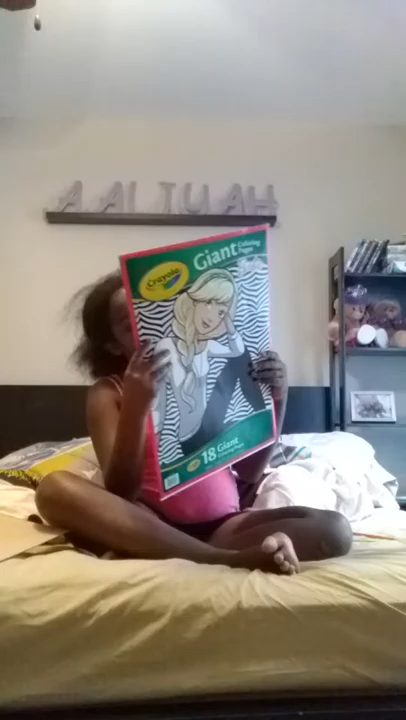 AALIYAH
Crayola
Giant Coloring
Pages
18 Giant
Coloring Pages